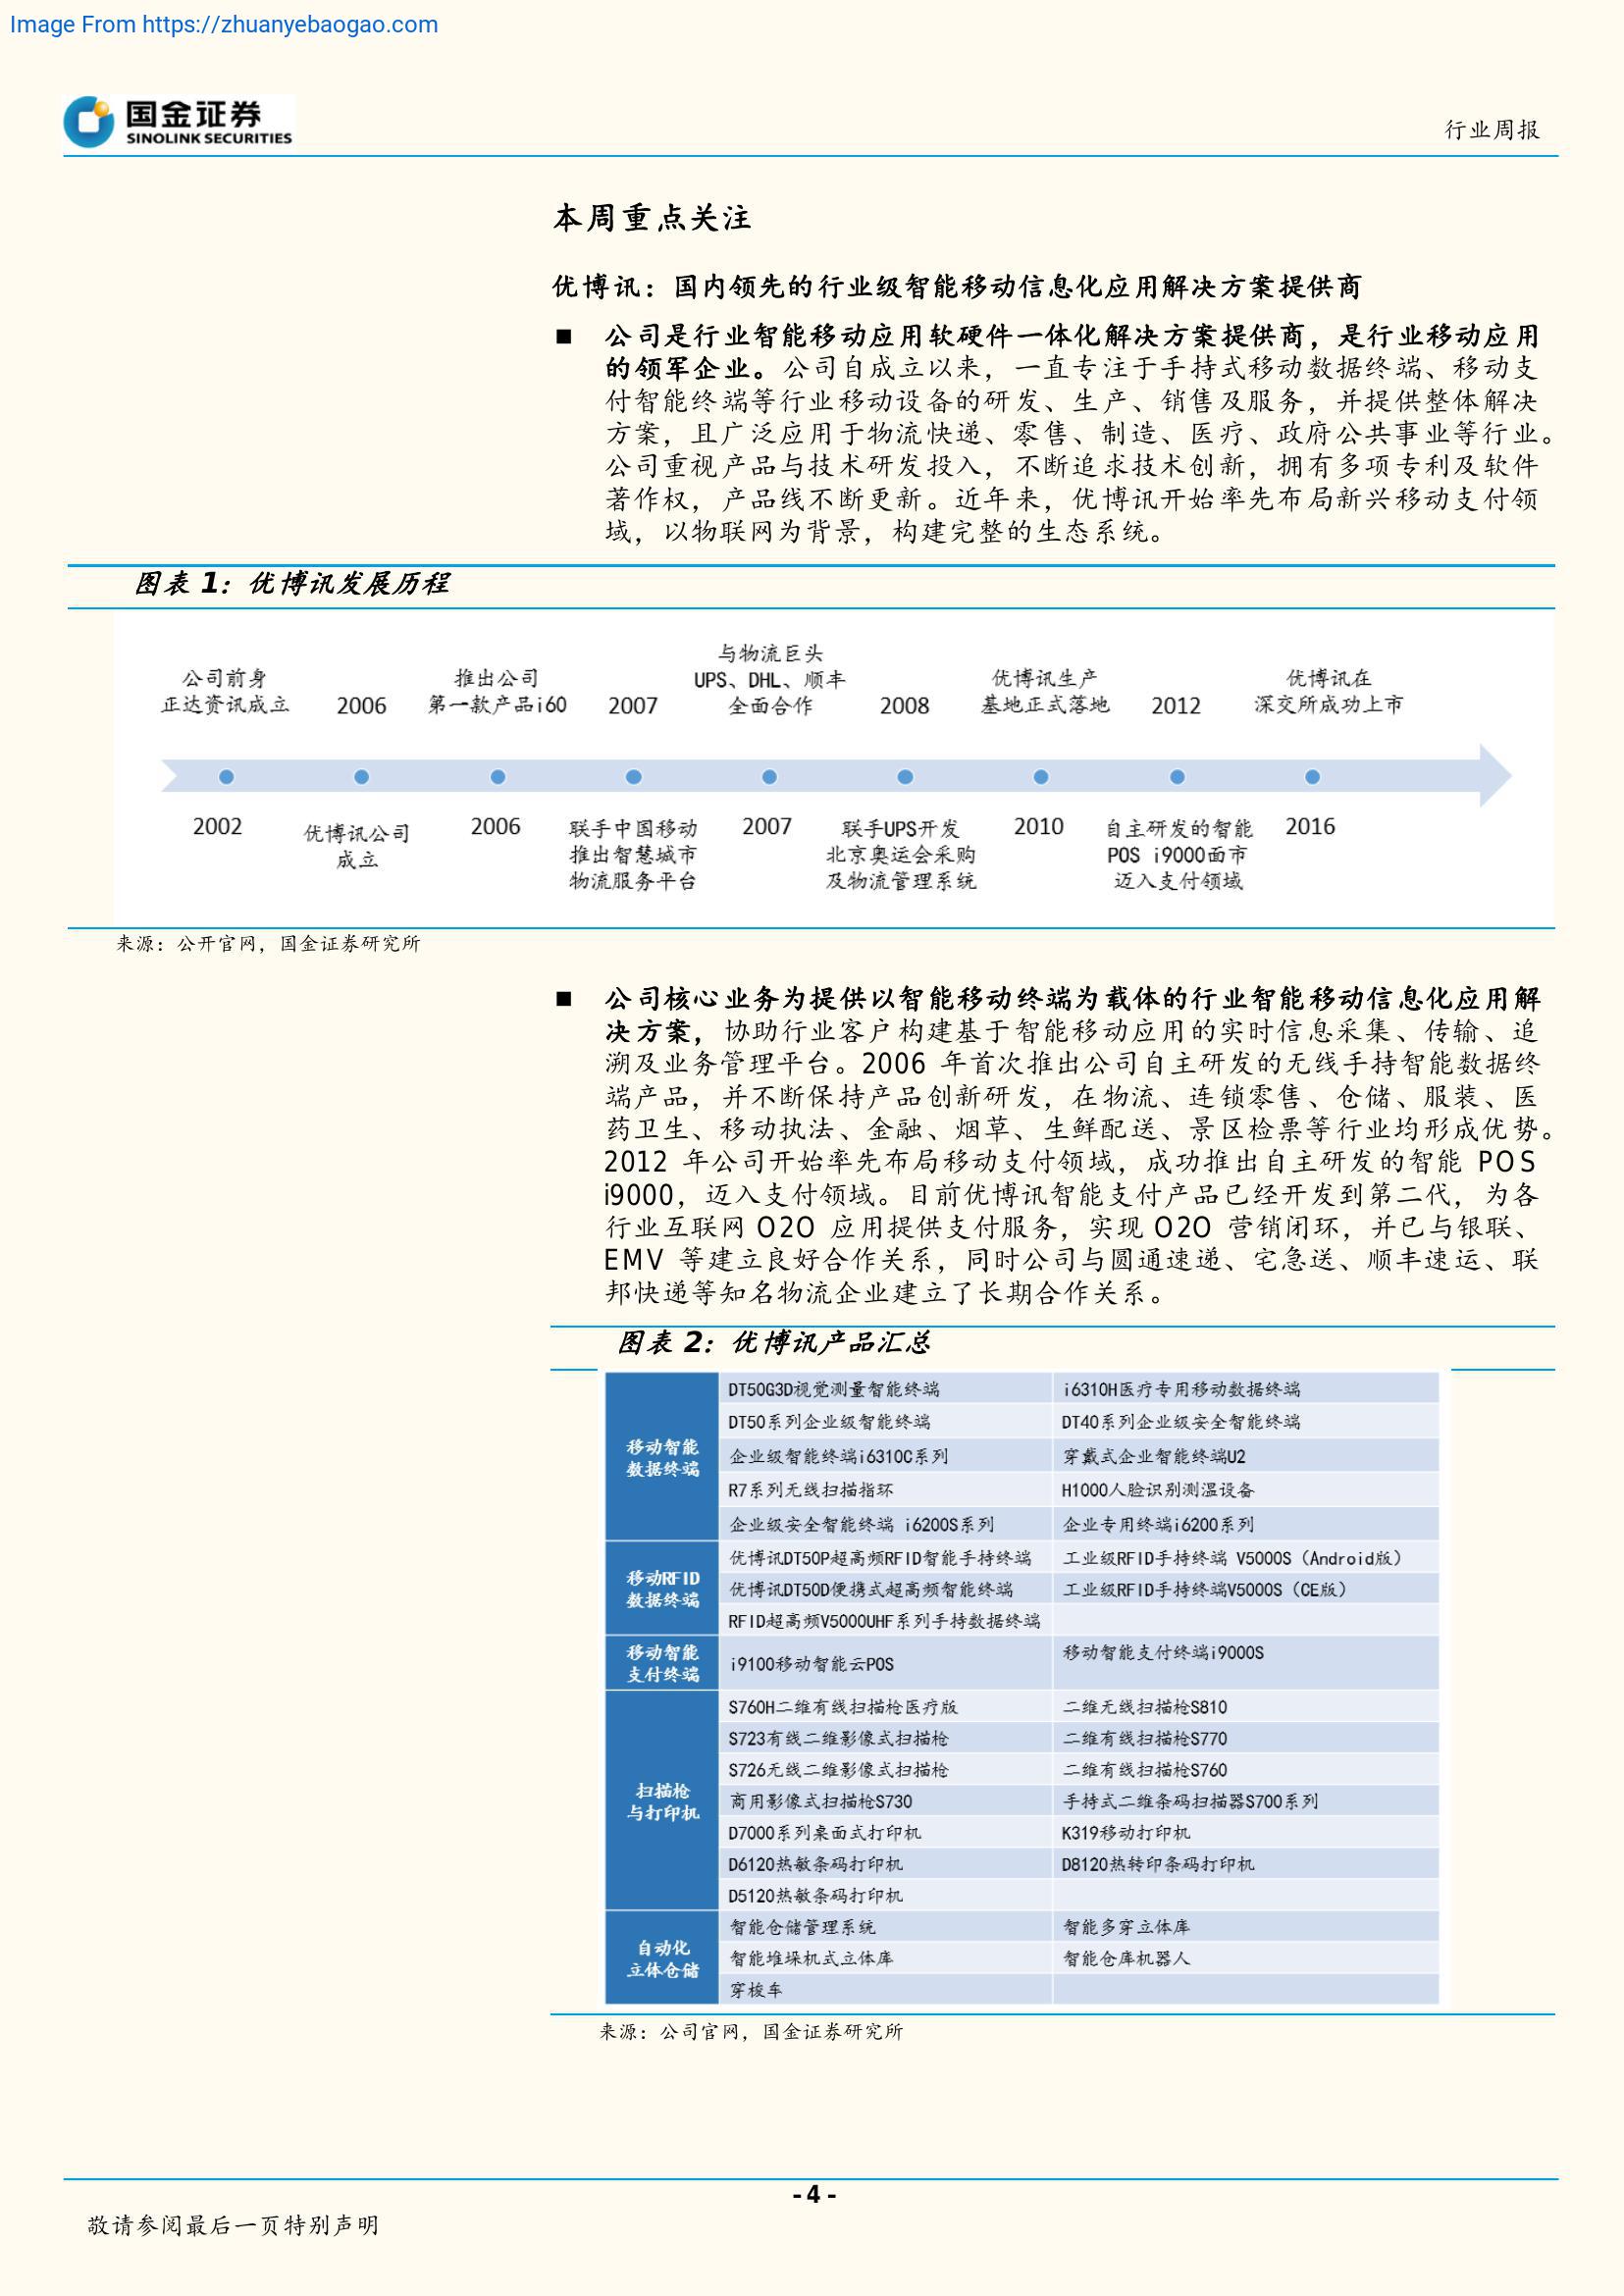 Image From https://zhuanyebaogao.com
国金证券
SINOLINK SECURITIES
行业周报
本周重点关注
优博讯：国内领先的行业级智能移动信息化应用解决方案提供商
■ 公司是行业智能移动应用软硬件一体化解决方案提供商，是行业移动应用
的领军企业。公司自成立以来，一直专注于手持式移动数据终端、移动支
付智能终端等行业移动设备的研发、生产、销售及服务，并提供整体解决
方案，且广泛应用于物流快递、零售、制造、医疗、政府公共事业等行业。
公司重视产品与技术研发投入，不断追求技术创新，拥有多项专利及软件
著作权，产品线不断更新。近年来，优博讯开始率先布局新兴移动支付领
域，以物联网为背景，构建完整的生态系统。
图表 1：优博讯发展历程
公司前身
正达资讯成立
2006
推出公司
第一款产品i60
2007
与物流巨头
UPS、DHL、顺丰
全面合作
2008
优博讯生产
基地正式落地
2012
优博讯在
深交所成功上市
2002
优博讯公司
成立
2006
联手中国移动
推出智慧城市
物流服务平台
2007
联手UPS开发
北京奥运会采购
及物流管理系统
2010
自主研发的智能
POS i9000面市
迈入支付领域
2016
来源：公开官网，国金证券研究所
■ 公司核心业务为提供以智能移动终端为载体的行业智能移动信息化应用解
决方案，协助行业客户构建基于智能移动应用的实时信息采集、传输、追
溯及业务管理平台。2006 年首次推出公司自主研发的无线手持智能数据终
端产品，并不断保持产品创新研发，在物流、连锁零售、仓储、服装、医
药卫生、移动执法、金融、烟草、生鲜配送、景区检票等行业均形成优势。
2012 年公司开始率先布局移动支付领域，成功推出自主研发的智能 POS
i9000，迈入支付领域。目前优博讯智能支付产品已经开发到第二代，为各
行业互联网 O2O 应用提供支付服务，实现 O2O 营销闭环，并已与银联、
EMV 等建立良好合作关系，同时公司与圆通速递、宅急送、顺丰速运、联
邦快递等知名物流企业建立了长期合作关系。
图表 2：优博讯产品汇总
移动智能
数据终端
DT50G3D视觉测量智能终端 i6310H医疗专用移动数据终端
DT50系列企业级智能终端 DT40系列企业级安全智能终端
企业级智能终端i6310C系列 穿戴式企业智能终端U2
R7系列无线扫描指环 H1000人脸识别测温设备
企业级安全智能终端 i6200S系列 企业专用终端i6200系列
移动RFID
数据终端
优博讯DT50P超高频RFID智能手持终端 工业级RFID手持终端 V5000S（Android版）
优博讯DT50D便携式超高频智能终端 工业级RFID手持终端V5000S（CE版）
RFID超高频V5000UHF系列手持数据终端
移动智能
支付终端
i9100移动智能云POS 移动智能支付终端i9000S
扫描枪
与打印机
S760H二维有线扫描枪医疗版 二维无线扫描枪S810
S723有线二维影像式扫描枪 二维有线扫描枪S770
S726无线二维影像式扫描枪 二维有线扫描枪S760
商用影像式扫描枪S730 手持式二维条码扫描器S700系列
D7000系列桌面式打印机 K319移动打印机
D6120热敏条码打印机 D8120热转印条码打印机
D5120热敏条码打印机
自动化
立体仓储
智能仓储管理系统 智能多穿立体库
智能堆垛机式立体库 智能仓库机器人
穿梭车
来源：公司官网，国金证券研究所
- 4 -
敬请参阅最后一页特别声明